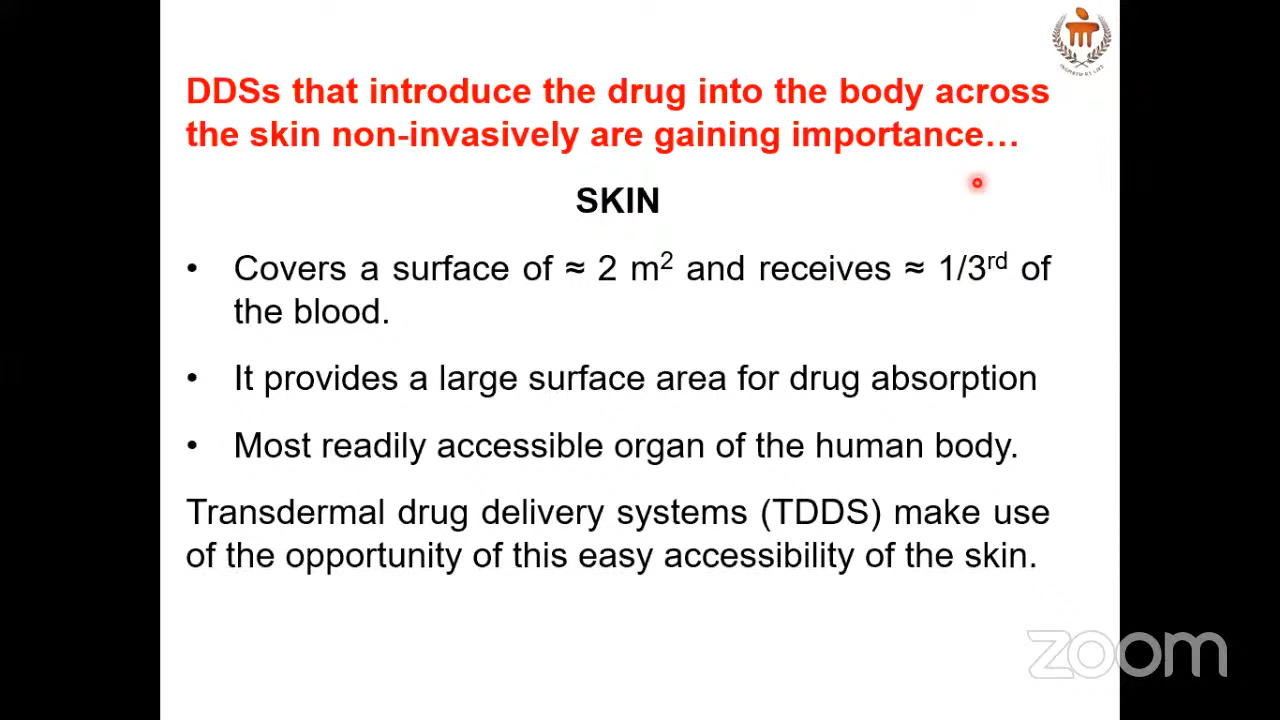 DDSs that introduce the drug into the body across
the skin non-invasively are gaining importance…
SKIN
• Covers a surface of ≈ 2 m² and receives ≈ 1/3ʳᵈ of
the blood.
• It provides a large surface area for drug absorption
• Most readily accessible organ of the human body.
Transdermal drug delivery systems (TDDS) make use
of the opportunity of this easy accessibility of the skin.
zoom